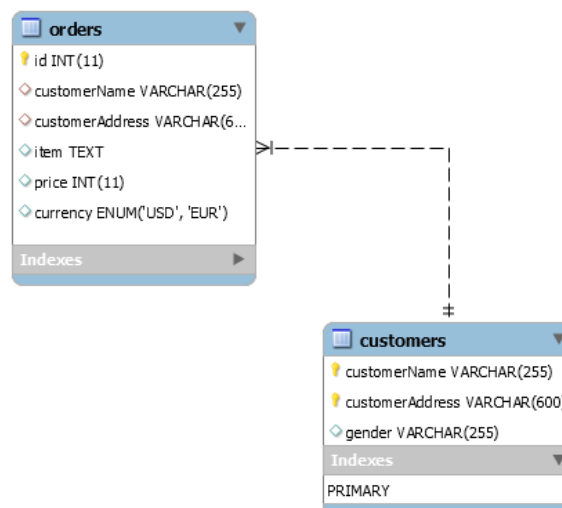 orders
id INT(11)
customerName VARCHAR(255)
customerAddress VARCHAR(6...
item TEXT
price INT(11)
currency ENUM('USD', 'EUR')
Indexes
customers
customerName VARCHAR(255)
customerAddress VARCHAR(600)
gender VARCHAR(255)
Indexes
PRIMARY